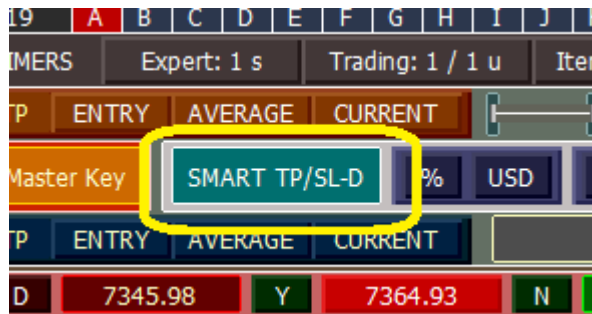 19 A B C D E F G H I J
IMERS Expert: 1 s Trading: 1 / 1 u Iter
TP ENTRY AVERAGE CURRENT
Master Key SMART TP/SL-D % USD
TP ENTRY AVERAGE CURRENT
D 7345.98 Y 7364.93 N